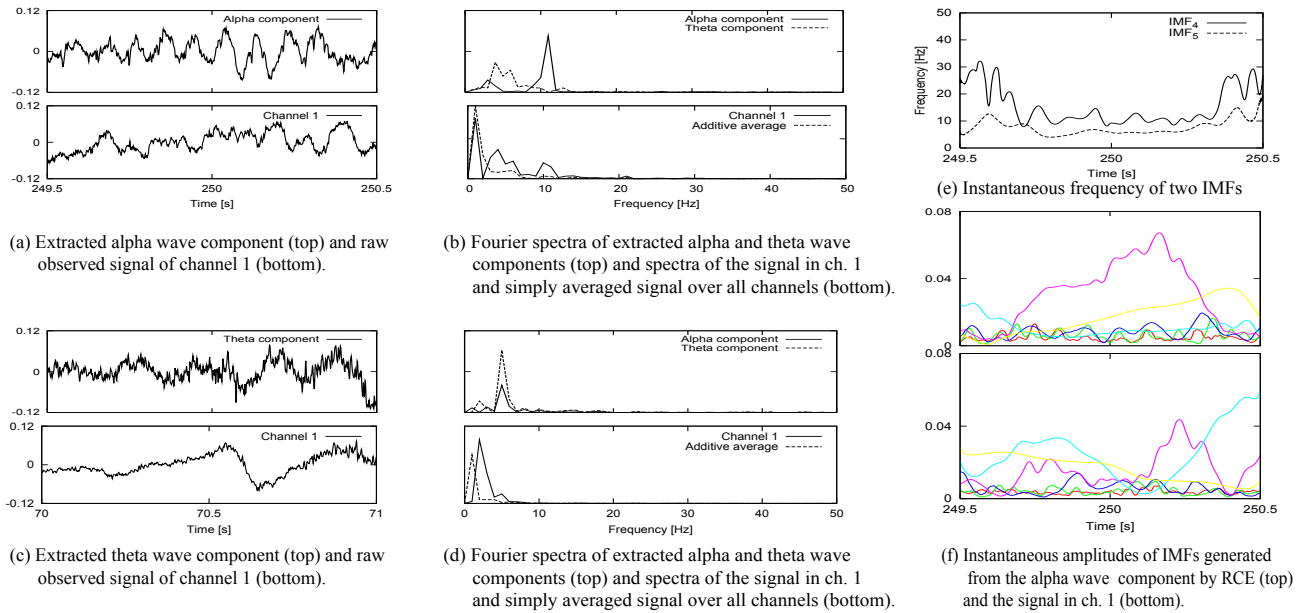 0.12
Alpha component
0
-0.12
0.12
Channel 1
0
-0.12
249.5 250 250.5
Time [s]
(a) Extracted alpha wave component (top) and raw
observed signal of channel 1 (bottom).
Alpha component
Theta component
Channel 1
Additive average
0 10 20 30 40 50
Frequency [Hz]
(b) Fourier spectra of extracted alpha and theta wave
components (top) and spectra of the signal in ch. 1
and simply averaged signal over all channels (bottom).
0.12
Theta component
0
-0.12
0.12
Channel 1
0
-0.12
70 70.5 71
Time [s]
(c) Extracted theta wave component (top) and raw
observed signal of channel 1 (bottom).
Alpha component
Theta component
Channel 1
Additive average
0 10 20 30 40 50
Frequency [Hz]
(d) Fourier spectra of extracted alpha and theta wave
components (top) and spectra of the signal in ch. 1
and simply averaged signal over all channels (bottom).
50
40
30
20
10
0
Frequency [Hz]
IMF4
IMF5
249.5 250 250.5
Time [s]
(e) Instantaneous frequency of two IMFs
0.08
0.04
0
0.08
0.04
0
249.5 250 250.5
Time [s]
(f) Instantaneous amplitudes of IMFs generated
from the alpha wave component by RCE (top)
and the signal in ch. 1 (bottom).